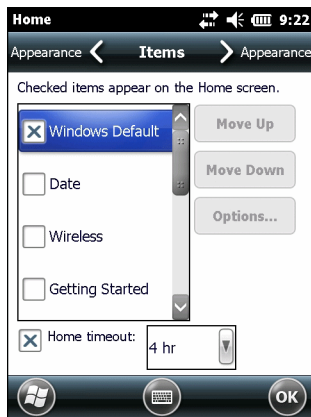 Home 9:22
Appearance Items Appearance
Checked items appear on the Home screen.
Windows Default
Date
Wireless
Getting Started
Move Up
Move Down
Options...
Home timeout: 4 hr
OK